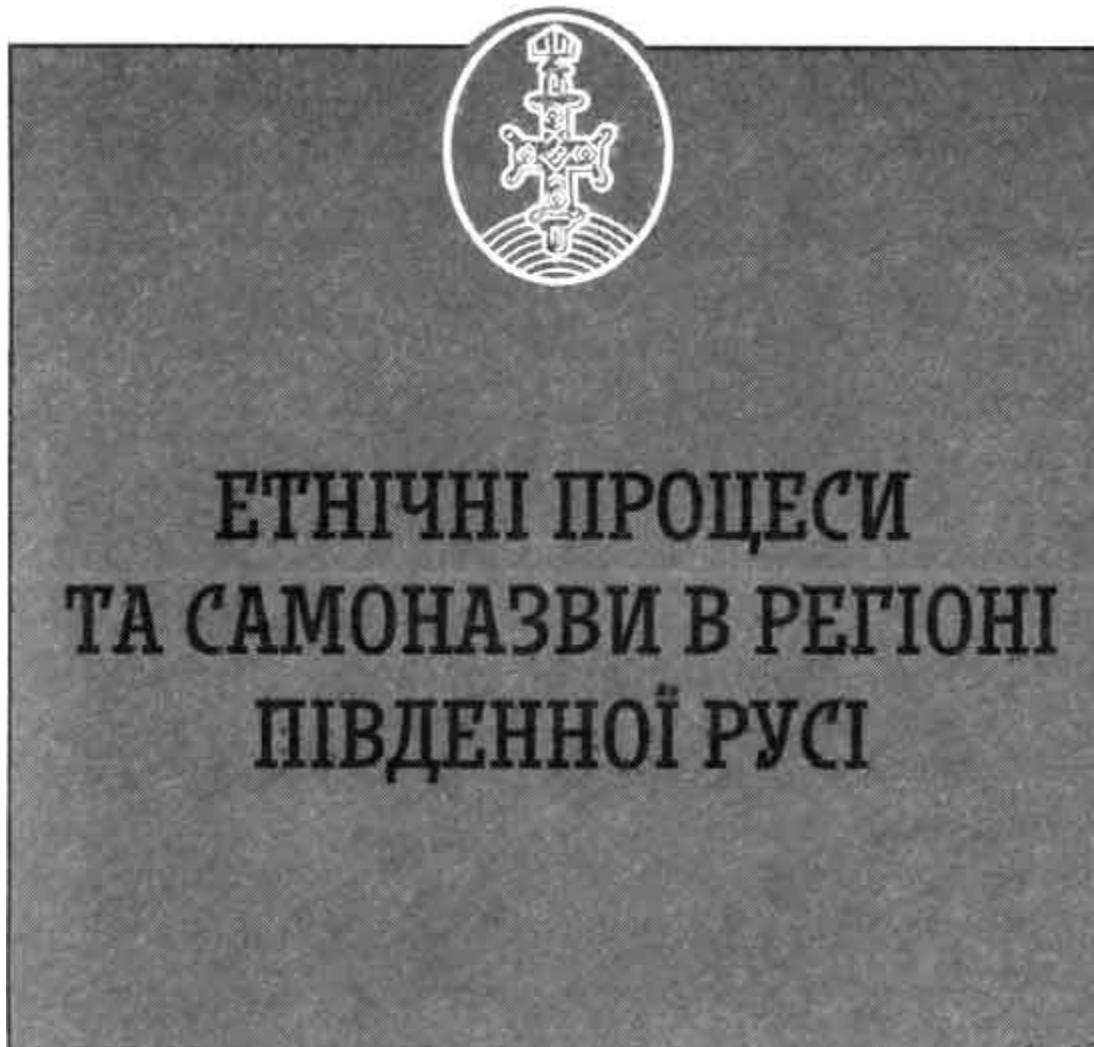 ЕТНІЧНІ ПРОЦЕСИ
ТА САМОНАЗВИ В РЕГІОНІ
ПІВДЕННОЇ РУСІ